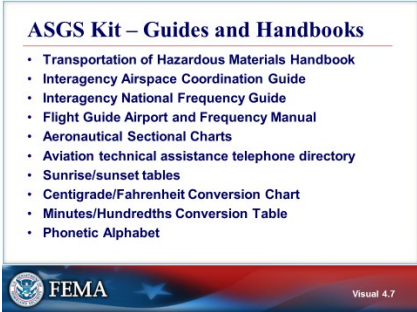 ASGS Kit – Guides and Handbooks
• Transportation of Hazardous Materials Handbook
• Interagency Airspace Coordination Guide
• Interagency National Frequency Guide
• Flight Guide Airport and Frequency Manual
• Aeronautical Sectional Charts
• Aviation technical assistance telephone directory
• Sunrise/sunset tables
• Centigrade/Fahrenheit Conversion Chart
• Minutes/Hundredths Conversion Table
• Phonetic Alphabet
FEMA
Visual 4.7